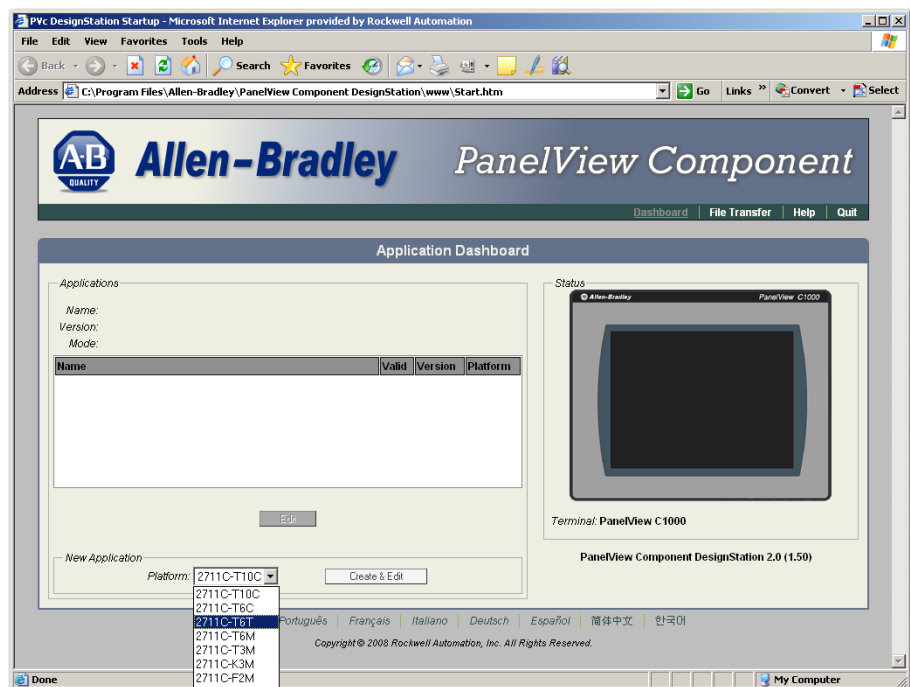 PVc DesignStation Startup - Microsoft Internet Explorer provided by Rockwell Automation
File Edit View Favorites Tools Help
Back Search Favorites
Address C:\Program Files\Allen-Bradley\PanelView Component DesignStation\www\Start.htm Go Links » Convert Select
A·B QUALITY
Allen-Bradley PanelView Component
Dashboard | File Transfer | Help | Quit
Application Dashboard
Applications
Name:
Version:
Mode:
Name Valid Version Platform
Edit
New Application
Platform: 2711C-T10C Create & Edit
2711C-T10C
2711C-T6C
2711C-T6T
2711C-T6M
2711C-T3M
2711C-K3M
2711C-F2M
Status
Allen-Bradley PanelView C1000
Terminal: PanelView C1000
PanelView Component DesignStation 2.0 (1.50)
Português | Français | Italiano | Deutsch | Español | 简体中文 | 한국어
Copyright © 2008 Rockwell Automation, Inc. All Rights Reserved.
Done My Computer